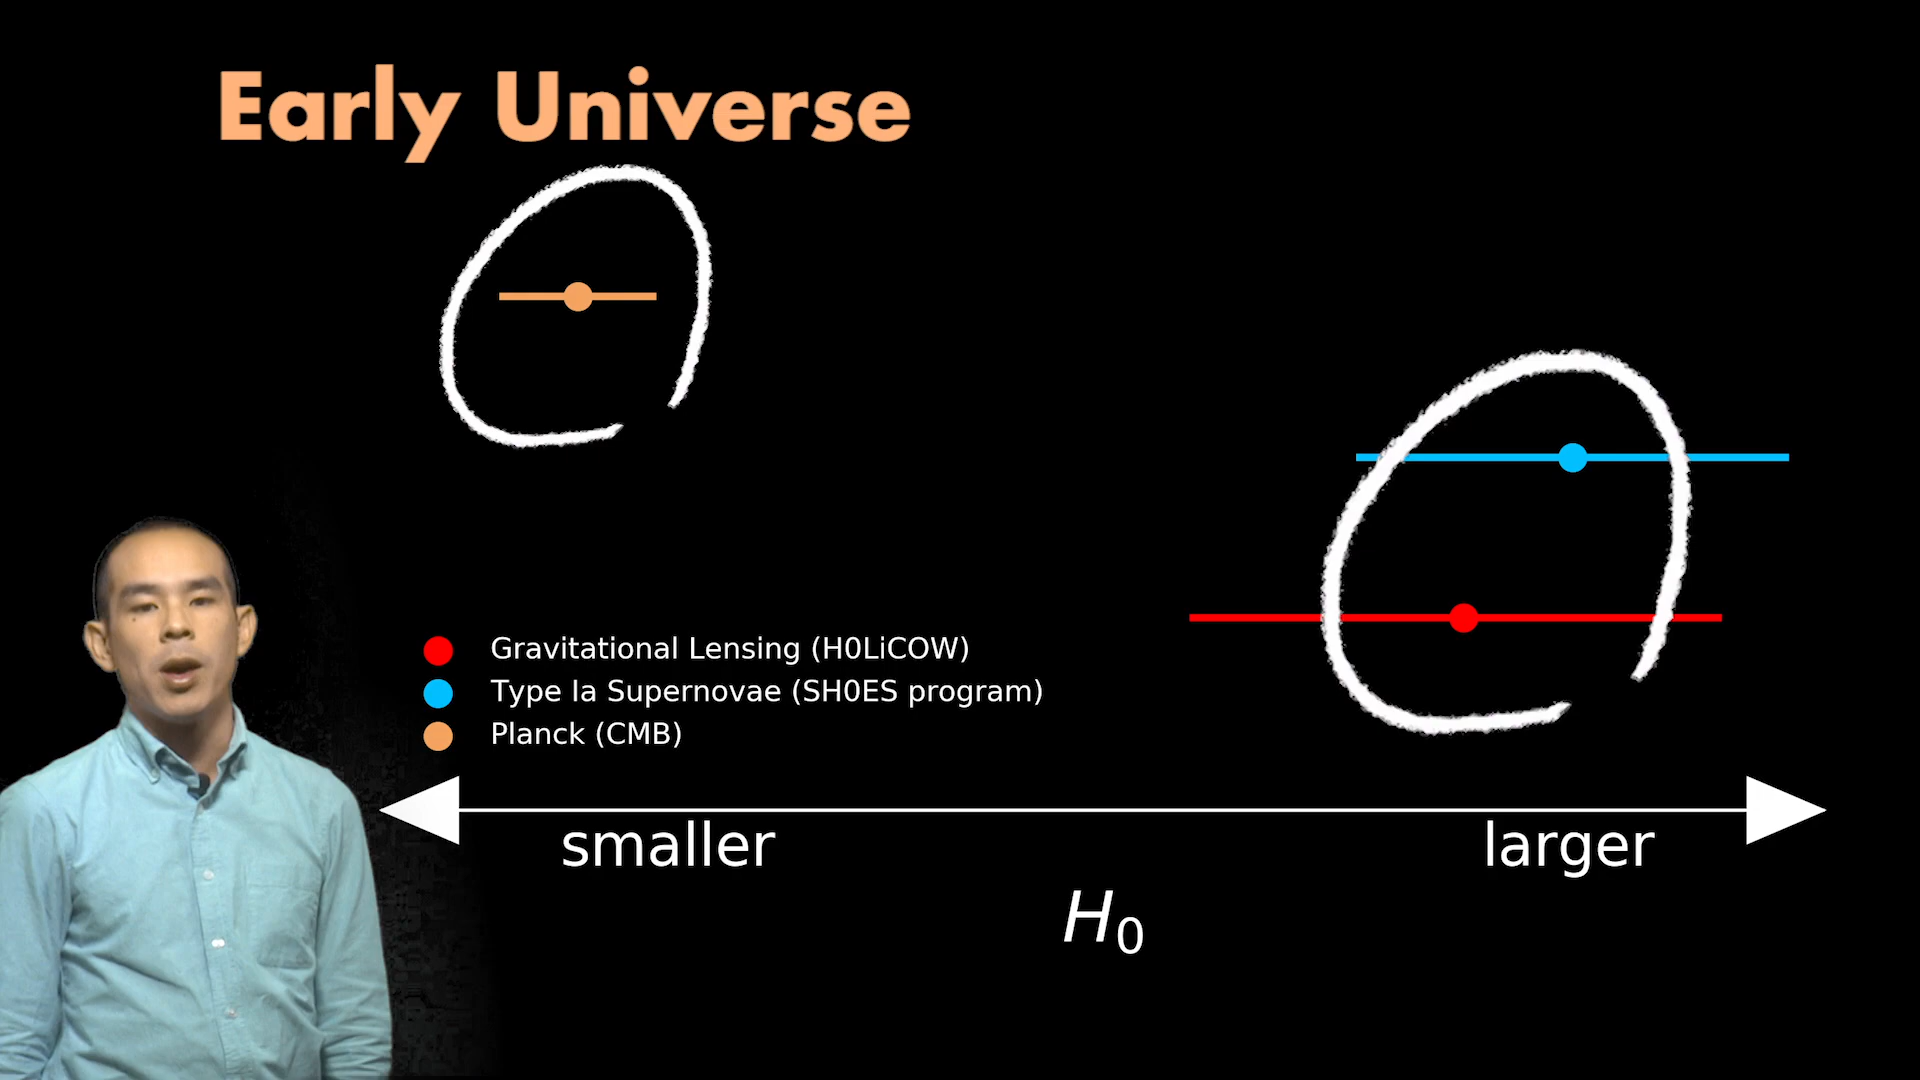 Early Universe
Gravitational Lensing (H0LiCOW)
Type Ia Supernovae (SH0ES program)
Planck (CMB)
smaller
larger
H₀